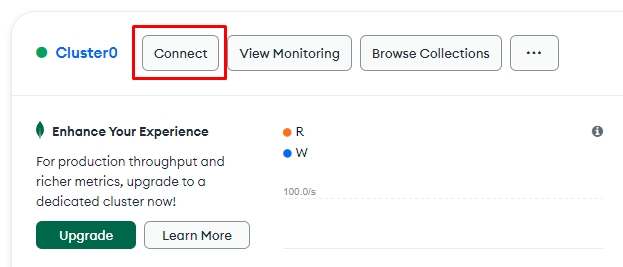 Cluster0
Connect
View Monitoring
Browse Collections
...
Enhance Your Experience
For production throughput and
richer metrics, upgrade to a
dedicated cluster now!
Upgrade
Learn More
R
W
100.0/s